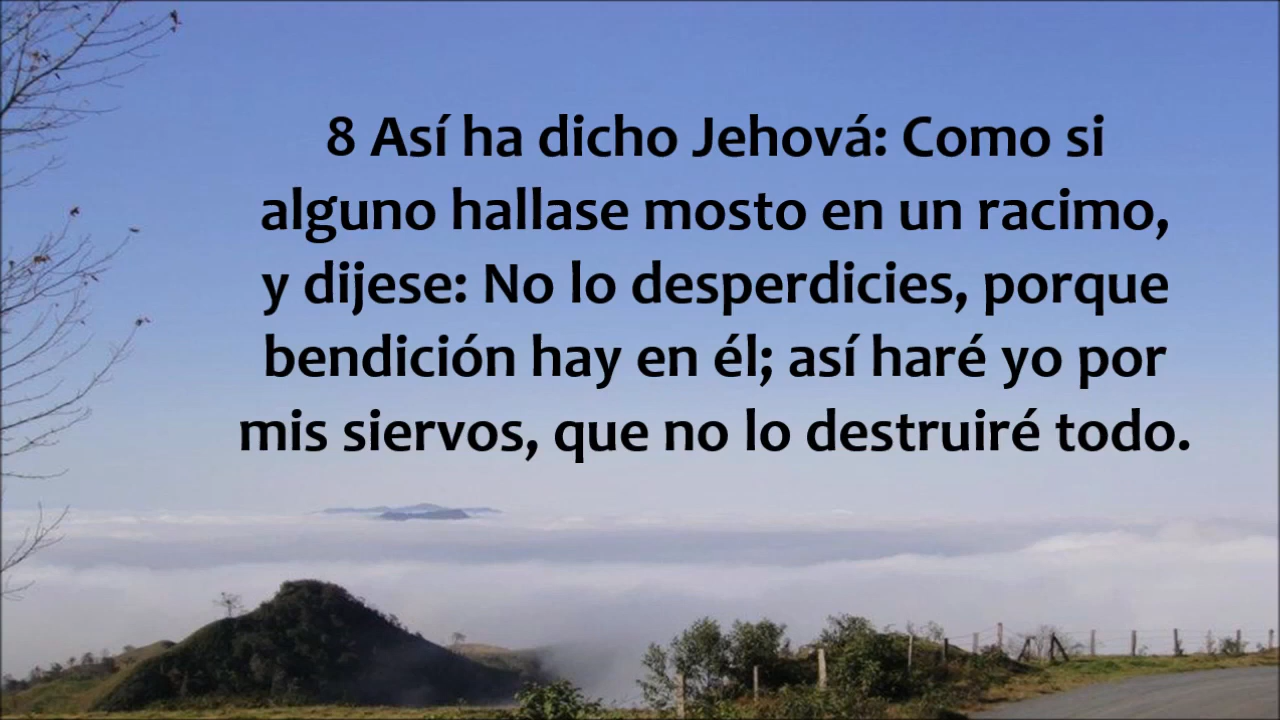 8 Así ha dicho Jehová: Como si
alguno hallase mosto en un racimo,
y dijese: No lo desperdicies, porque
bendición hay en él; así haré yo por
mis siervos, que no lo destruiré todo.